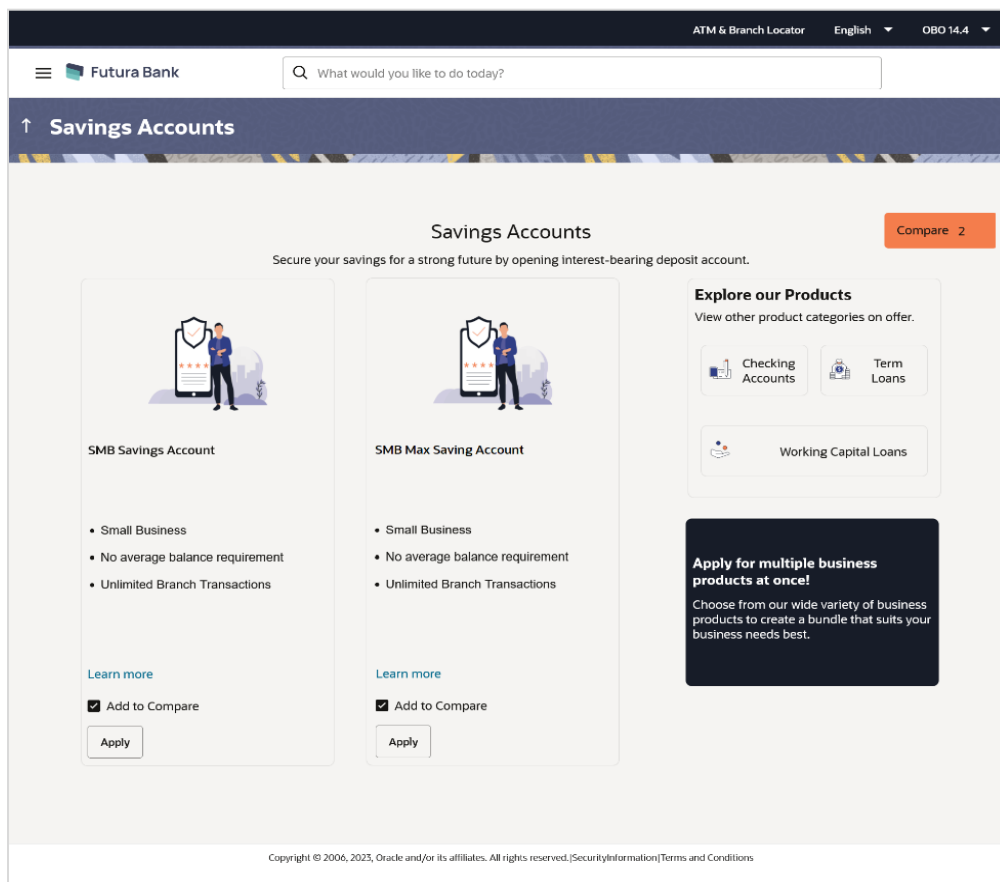 ATM & Branch Locator English OBO 14.4
Futura Bank
What would you like to do today?
Savings Accounts
Savings Accounts
Compare 2
Secure your savings for a strong future by opening interest-bearing deposit account.
SMB Savings Account
• Small Business
• No average balance requirement
• Unlimited Branch Transactions
Learn more
Add to Compare
Apply
SMB Max Saving Account
• Small Business
• No average balance requirement
• Unlimited Branch Transactions
Learn more
Add to Compare
Apply
Explore our Products
View other product categories on offer.
Checking
Accounts
Term
Loans
Working Capital Loans
Apply for multiple business
products at once!
Choose from our wide variety of business
products to create a bundle that suits your
business needs best.
Copyright © 2006, 2023, Oracle and/or its affiliates. All rights reserved.|SecurityInformation|Terms and Conditions